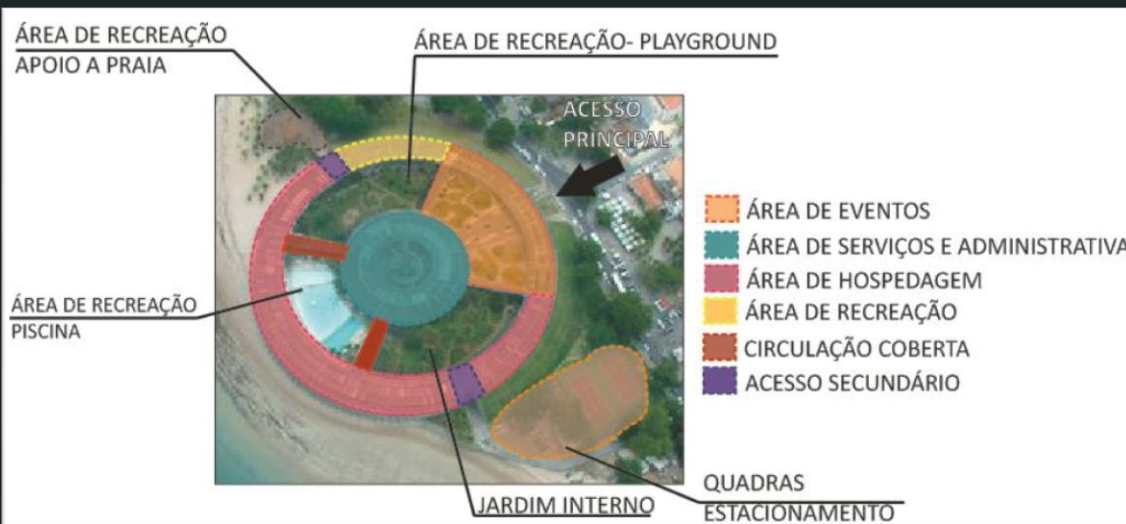 ÁREA DE RECREAÇÃO
APOIO A PRAIA
ÁREA DE RECREAÇÃO- PLAYGROUND
ACESSO
PRINCIPAL
ÁREA DE EVENTOS
ÁREA DE SERVIÇOS E ADMINISTRATIVA
ÁREA DE HOSPEDAGEM
ÁREA DE RECREAÇÃO
CIRCULAÇÃO COBERTA
ACESSO SECUNDÁRIO
ÁREA DE RECREAÇÃO
PISCINA
JARDIM INTERNO
QUADRAS
ESTACIONAMENTO